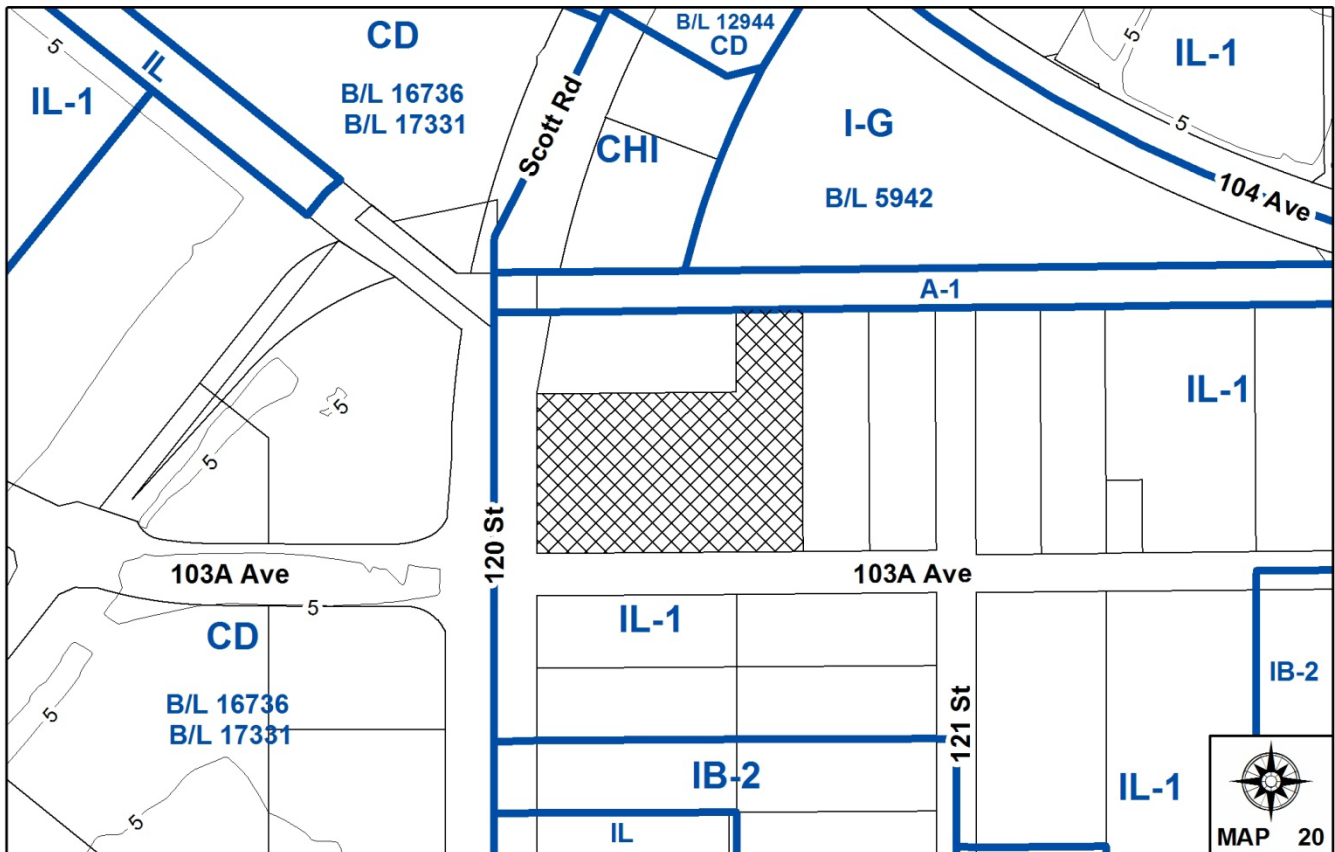 CD
B/L 12944
CD
5
IL
IL-1
5
IL-1
B/L 16736
B/L 17331
Scott Rd
CHI
I-G
5
B/L 5942
104 Ave
A-1
IL-1
5
5
120 St
103A Ave
103A Ave
5
CD
IL-1
B/L 16736
B/L 17331
5
121 St
IB-2
IB-2
IL-1
5
IL
MAP 20